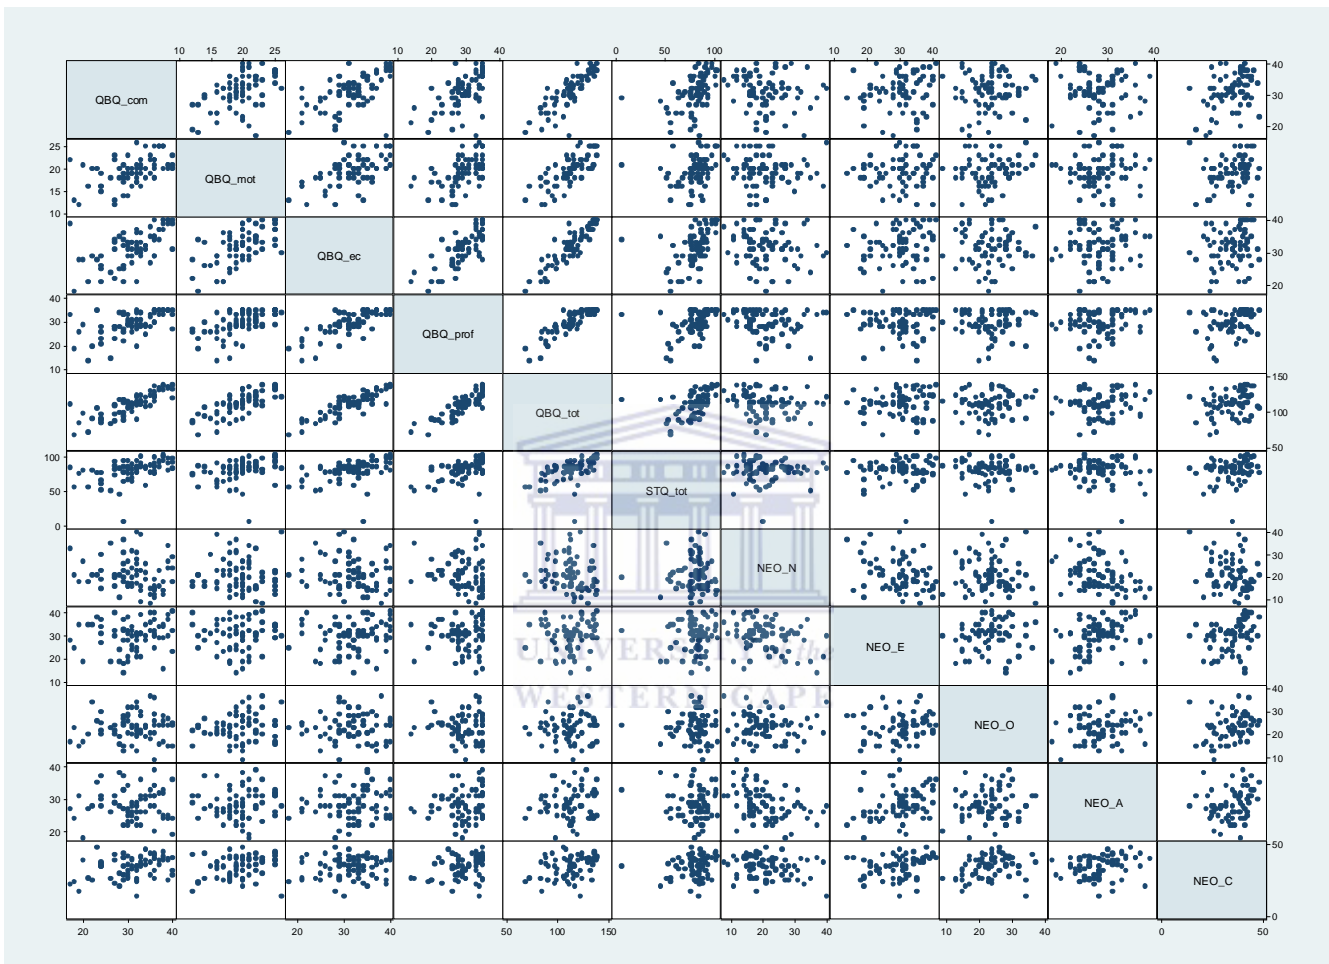 10 15 20 25 10 20 30 40 0 50 100 10 20 30 40 20 30 40
QBQ_com 40 30 20
25 20 15 10 QBQ_mot
QBQ_ec 40 30 20
40 30 20 10 QBQ_prof
QBQ_tot 150 100 50
100 50 0 STQ_tot
NEO_N 40 30 20 10
40 30 20 10 NEO_E
UNIVERSITY of the
WESTERN CAPE
NEO_O 40 30 20 10
40 30 20 NEO_A
NEO_C 50 0
20 30 40 20 30 40 50 100 150 10 20 30 40 10 20 30 40 0 50